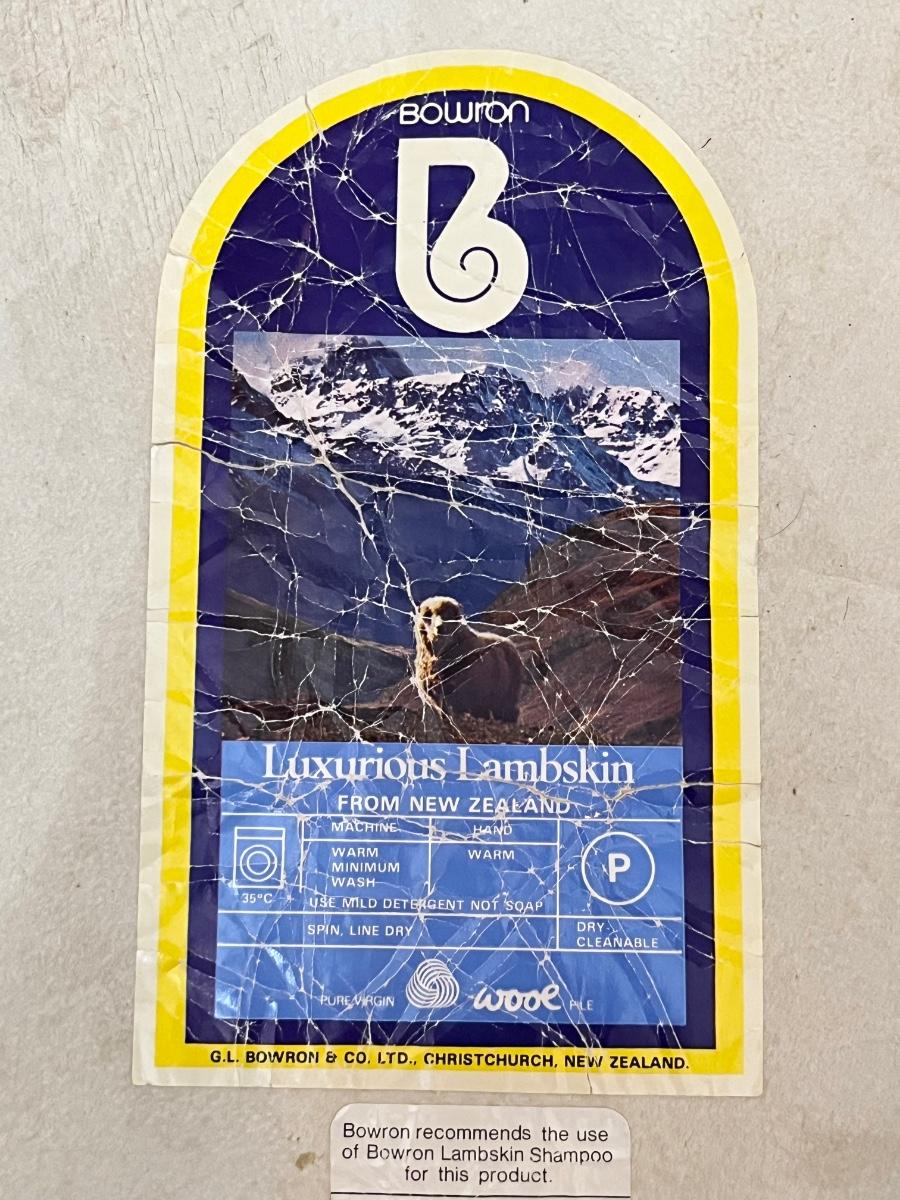 BOWrOn
B
Luxurious Lambskin
FROM NEW ZEALAND
MACHINE
HAND
WARM
MINIMUM
WASH
WARM
P
35°C
USE MILD DETERGENT NOT SOAP
SPIN, LINE DRY
DRY-
CLEANABLE
PURE VIRGIN wool PILE
G.L. BOWRON & CO. LTD., CHRISTCHURCH, NEW ZEALAND.
Bowron recommends the use
of Bowron Lambskin Shampoo
for this product.